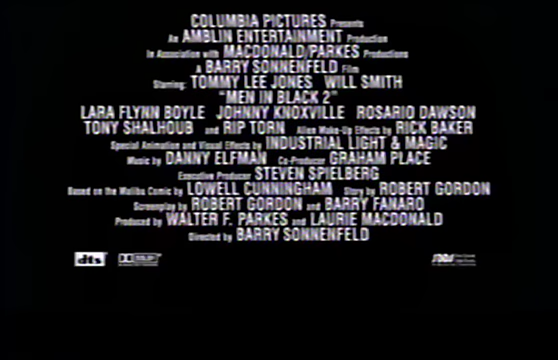 COLUMBIA PICTURES Presents
An AMBLIN ENTERTAINMENT Production
In Association with MACDONALD/PARKES Productions
A BARRY SONNENFELD Film
Starring: TOMMY LEE JONES WILL SMITH
"MEN IN BLACK 2"
LARA FLYNN BOYLE JOHNNY KNOXVILLE ROSARIO DAWSON
TONY SHALHOUB and RIP TORN Alien Make-Up Effects by RICK BAKER
Special Animation and Visual Effects by INDUSTRIAL LIGHT & MAGIC
Music by DANNY ELFMAN Co-Producer GRAHAM PLACE
Executive Producer STEVEN SPIELBERG
Based on the Malibu Comic by LOWELL CUNNINGHAM Story by ROBERT GORDON
Screenplay by ROBERT GORDON and BARRY FANARO
Produced by WALTER F. PARKES and LAURIE MACDONALD
Directed by BARRY SONNENFELD
dts DOLBY SDDS